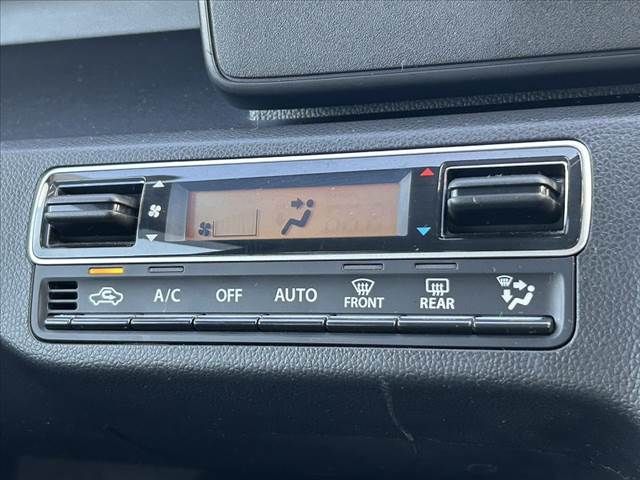 A/C OFF AUTO FRONT REAR